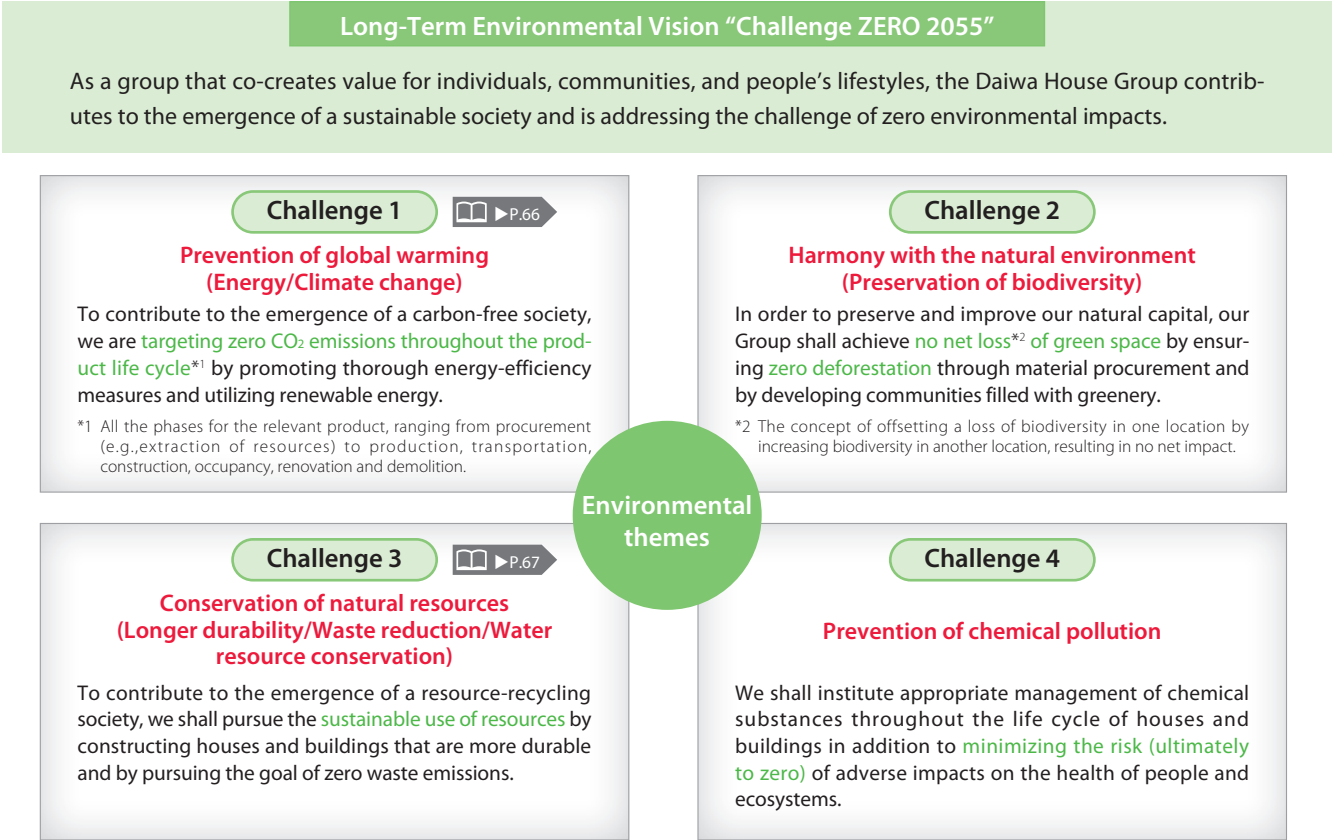 Long-Term Environmental Vision “Challenge ZERO 2055”
As a group that co-creates value for individuals, communities, and people’s lifestyles, the Daiwa House Group contrib-
utes to the emergence of a sustainable society and is addressing the challenge of zero environmental impacts.
Challenge 1
▶P.66
Prevention of global warming
(Energy/Climate change)
To contribute to the emergence of a carbon-free society,
we are targeting zero CO₂ emissions throughout the prod-
uct life cycle*¹ by promoting thorough energy-efficiency
measures and utilizing renewable energy.
*1 All the phases for the relevant product, ranging from procurement
(e.g.,extraction of resources) to production, transportation,
construction, occupancy, renovation and demolition.
Challenge 2
Harmony with the natural environment
(Preservation of biodiversity)
In order to preserve and improve our natural capital, our
Group shall achieve no net loss*² of green space by ensur-
ing zero deforestation through material procurement and
by developing communities filled with greenery.
*2 The concept of offsetting a loss of biodiversity in one location by
increasing biodiversity in another location, resulting in no net impact.
Environmental
themes
Challenge 3
▶P.67
Conservation of natural resources
(Longer durability/Waste reduction/Water
resource conservation)
To contribute to the emergence of a resource-recycling
society, we shall pursue the sustainable use of resources by
constructing houses and buildings that are more durable
and by pursuing the goal of zero waste emissions.
Challenge 4
Prevention of chemical pollution
We shall institute appropriate management of chemical
substances throughout the life cycle of houses and
buildings in addition to minimizing the risk (ultimately
to zero) of adverse impacts on the health of people and
ecosystems.